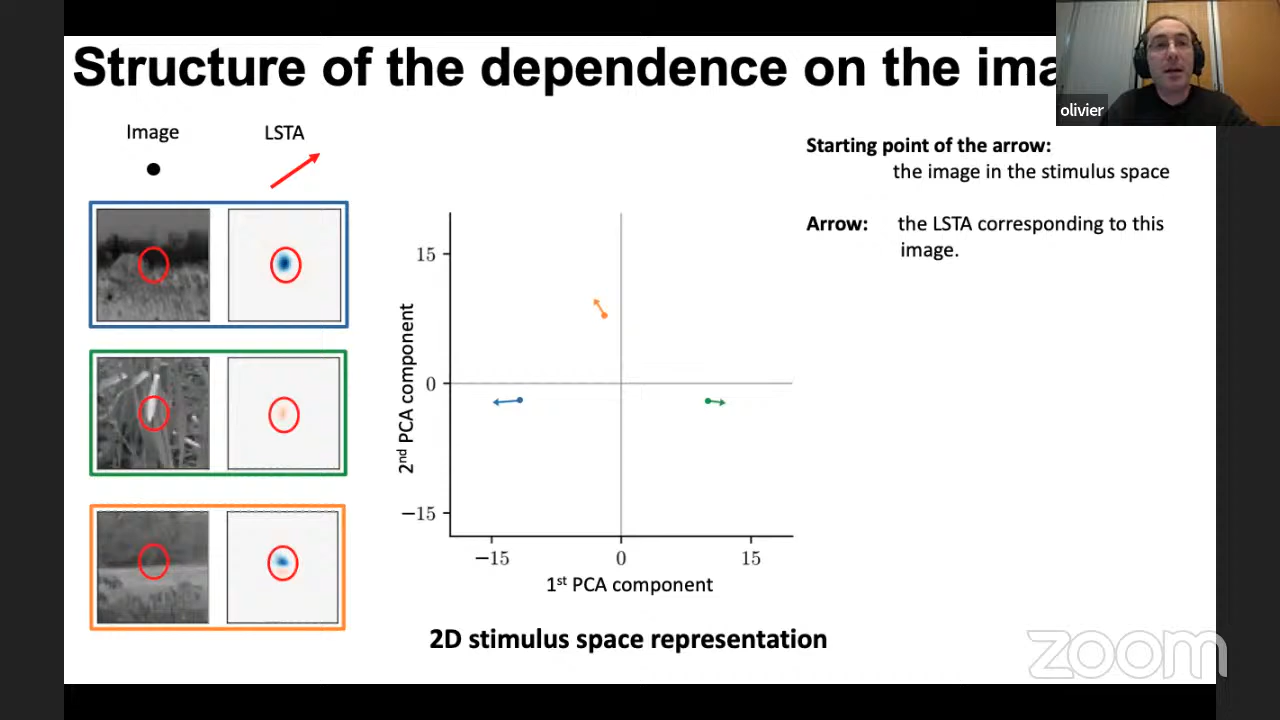 Structure of the dependence on the
olivier
Image
LSTA
Starting point of the arrow:
the image in the stimulus space
Arrow: the LSTA corresponding to this
image.
15
0
−15
2nd PCA component
−15 0 15
1st PCA component
2D stimulus space representation
zoom